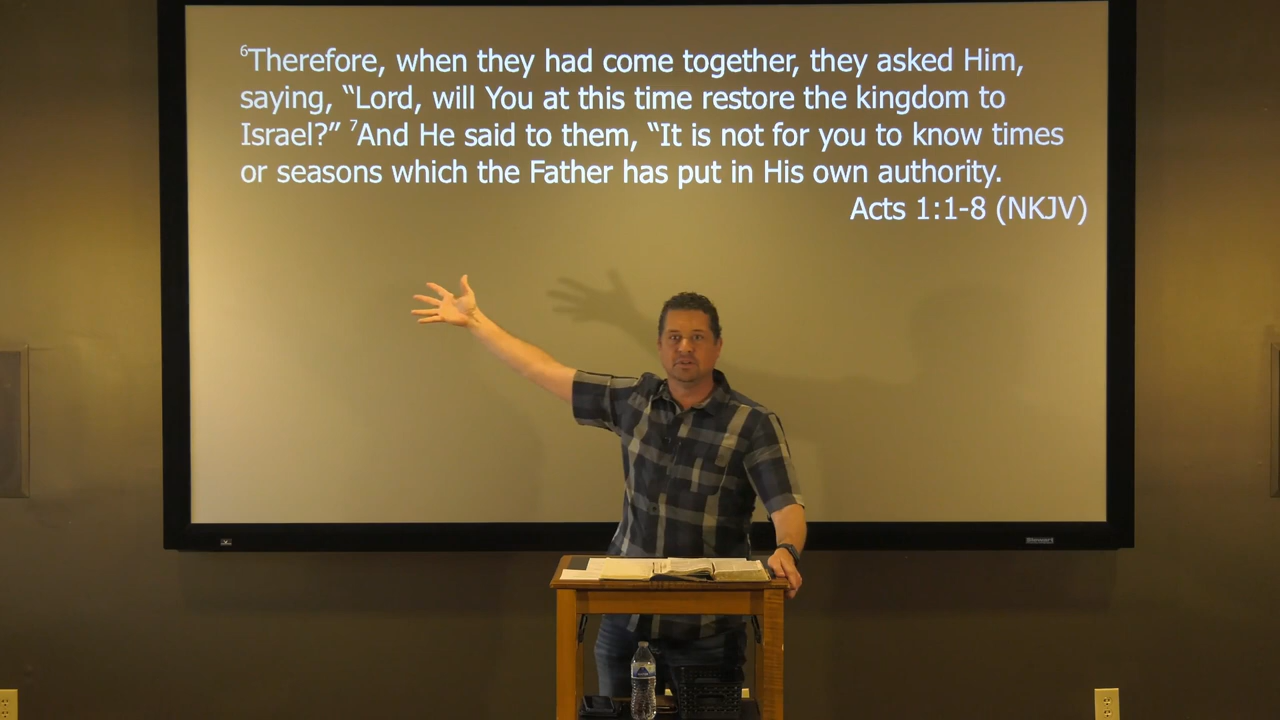 ⁶Therefore, when they had come together, they asked Him,
saying, “Lord, will You at this time restore the kingdom to
Israel?” ⁷And He said to them, “It is not for you to know times
or seasons which the Father has put in His own authority.
Acts 1:1-8 (NKJV)
Stewart